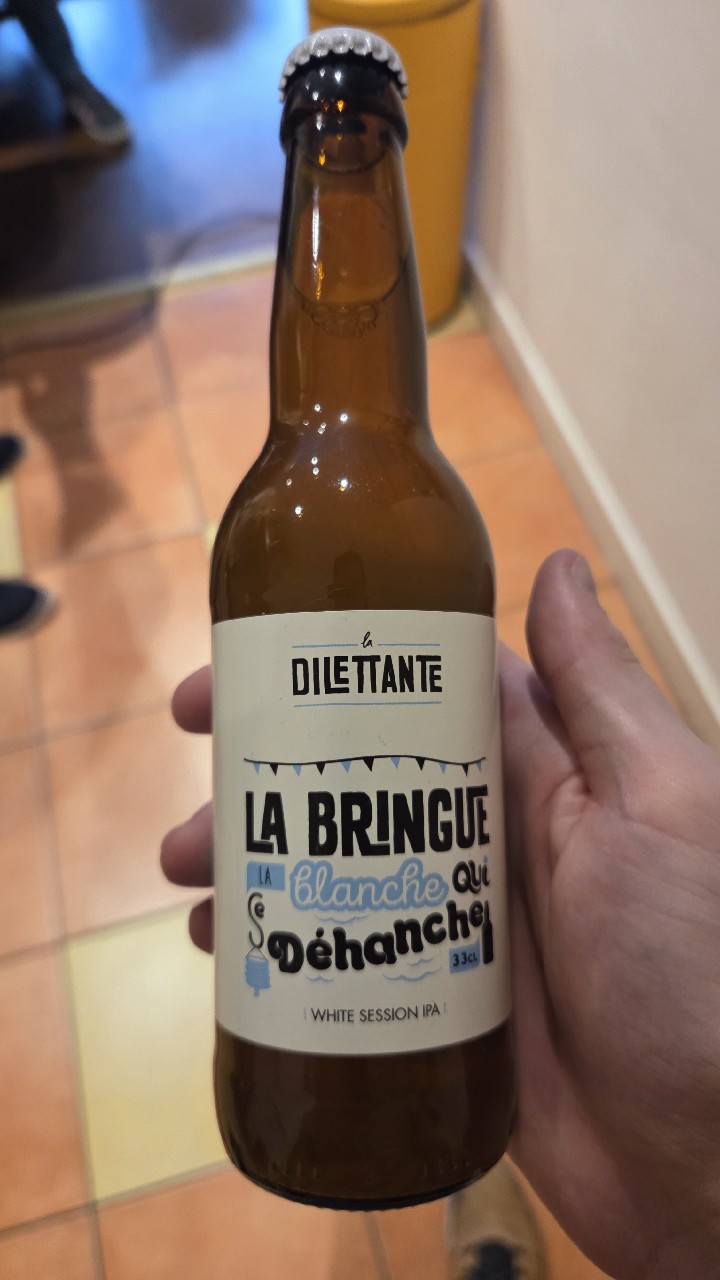 la
DILETTANTE
LA BRINGUE
LA blanche QUi
Se Déhanche
33CL
WHITE SESSION IPA